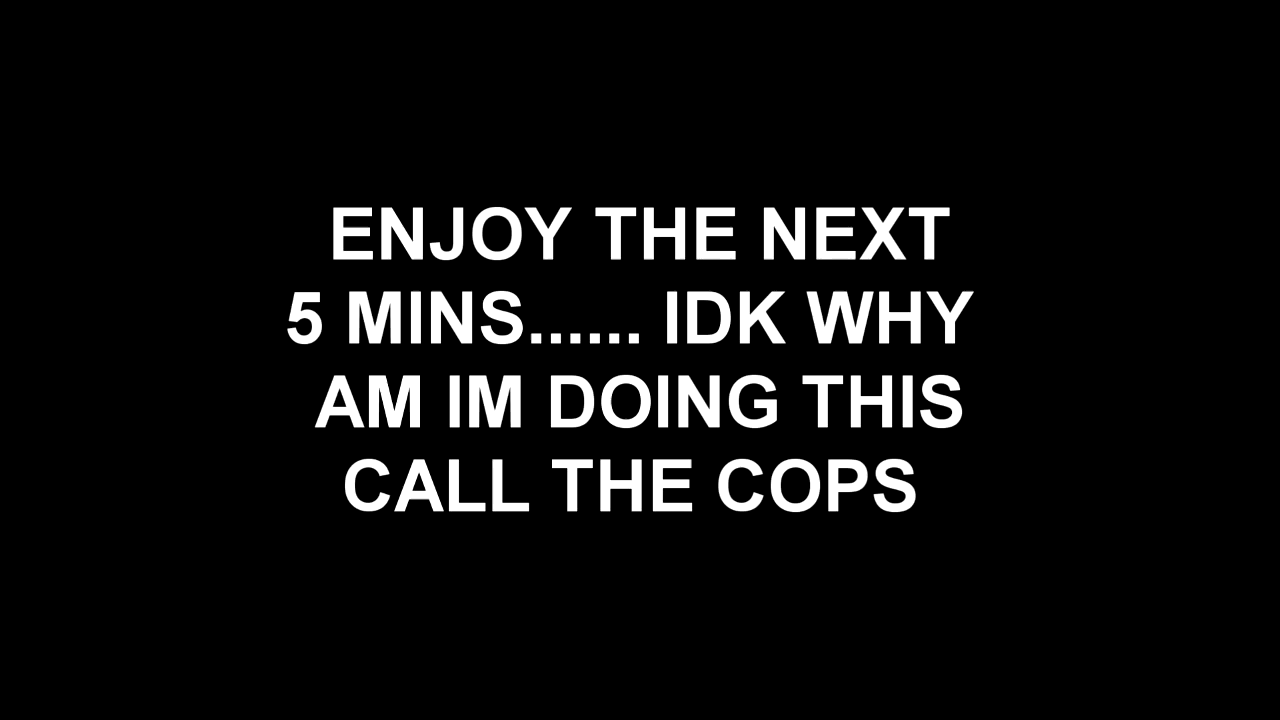 ENJOY THE NEXT
5 MINS...... IDK WHY
AM IM DOING THIS
CALL THE COPS